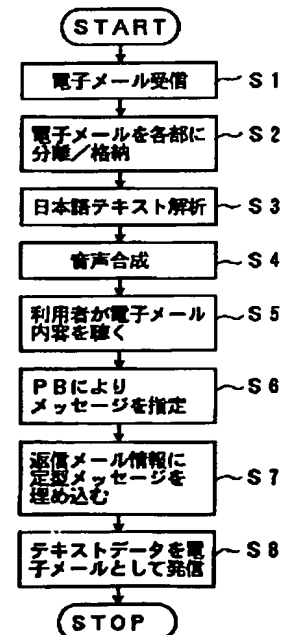 START
電子メール受信 ~S1
電子メールを各部に ~S2
分離/格納
日本語テキスト解析 ~S3
音声合成 ~S4
利用者が電子メール ~S5
内容を聴く
PBにより ~S6
メッセージを指定
返信メール情報に ~S7
定型メッセージを
埋め込む
テキストデータを電 ~S8
子メールとして発信
STOP